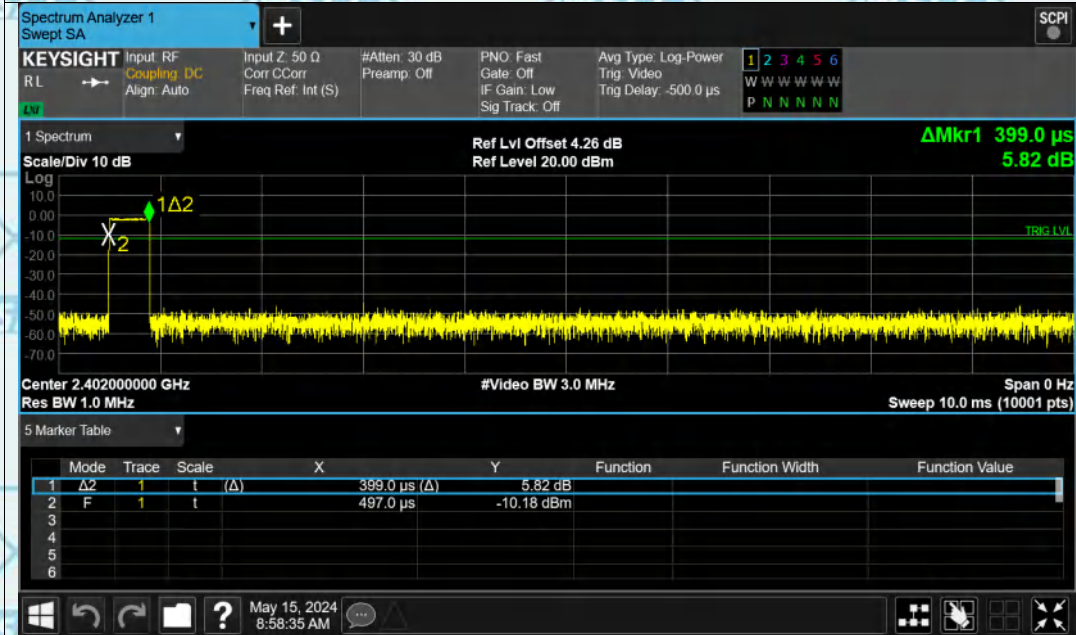 Spectrum Analyzer 1
Swept SA
+
SCPI
KEYSIGHT Input: RF Input Z: 50 Ω #Atten: 30 dB PNO: Fast Avg Type: Log-Power 1 2 3 4 5 6
RL Coupling: DC Corr CCorr Preamp: Off Gate: Off Trig: Video W W W W W W
Align: Auto Freq Ref: Int (S) IF Gain: Low Trig Delay: -500.0 µs P N N N N N
LNI Sig Track: Off
1 Spectrum
Ref Lvl Offset 4.26 dB ΔMkr1 399.0 µs
Scale/Div 10 dB Ref Level 20.00 dBm 5.82 dB
Log
10.0
1Δ2
0.00
-10.0
X2
TRIG LVL
-20.0
-30.0
-40.0
-50.0
-60.0
-70.0
Center 2.402000000 GHz #Video BW 3.0 MHz Span 0 Hz
Res BW 1.0 MHz Sweep 10.0 ms (10001 pts)
5 Marker Table
Mode Trace Scale X Y Function Function Width Function Value
1 Δ2 1 t (Δ) 399.0 µs (Δ) 5.82 dB
2 F 1 t 497.0 µs -10.18 dBm
3
4
5
6
?
May 15, 2024
8:58:35 AM